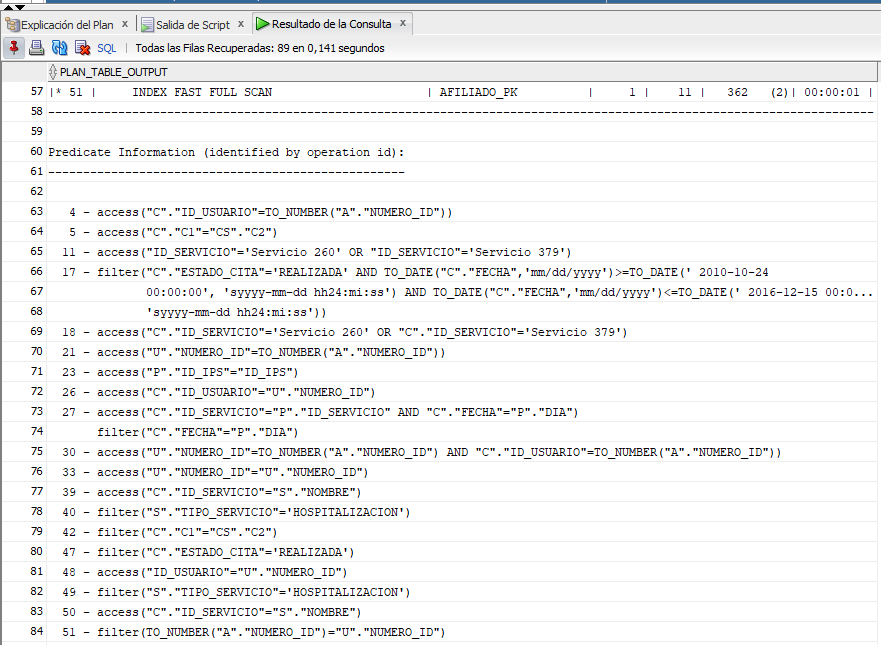 Explicación del Plan x Salida de Script x Resultado de la Consulta x
SQL | Todas las Filas Recuperadas: 89 en 0,141 segundos
PLAN_TABLE_OUTPUT
57 |* 51 |     INDEX FAST FULL SCAN                      | AFILIADO_PK          |     1 |    11 |   362   (2)| 00:00:01 |
58 ----------------------------------------------------------------------------------------------------------------------
59
60 Predicate Information (identified by operation id):
61 ---------------------------------------------------
62
63   4 - access("C"."ID_USUARIO"=TO_NUMBER("A"."NUMERO_ID"))
64   5 - access("C"."C1"="CS"."C2")
65  11 - access("ID_SERVICIO"='Servicio 260' OR "ID_SERVICIO"='Servicio 379')
66  17 - filter("C"."ESTADO_CITA"='REALIZADA' AND TO_DATE("C"."FECHA",'mm/dd/yyyy')>=TO_DATE(' 2010-10-24
67              00:00:00', 'syyyy-mm-dd hh24:mi:ss') AND TO_DATE("C"."FECHA",'mm/dd/yyyy')<=TO_DATE(' 2016-12-15 00:0...
68              'syyyy-mm-dd hh24:mi:ss'))
69  18 - access("C"."ID_SERVICIO"='Servicio 260' OR "C"."ID_SERVICIO"='Servicio 379')
70  21 - access("U"."NUMERO_ID"=TO_NUMBER("A"."NUMERO_ID"))
71  23 - access("P"."ID_IPS"="ID_IPS")
72  26 - access("C"."ID_USUARIO"="U"."NUMERO_ID")
73  27 - access("C"."ID_SERVICIO"="P"."ID_SERVICIO" AND "C"."FECHA"="P"."DIA")
74       filter("C"."FECHA"="P"."DIA")
75  30 - access("U"."NUMERO_ID"=TO_NUMBER("A"."NUMERO_ID") AND "C"."ID_USUARIO"=TO_NUMBER("A"."NUMERO_ID"))
76  33 - access("U"."NUMERO_ID"="U"."NUMERO_ID")
77  39 - access("C"."ID_SERVICIO"="S"."NOMBRE")
78  40 - filter("S"."TIPO_SERVICIO"='HOSPITALIZACION')
79  42 - filter("C"."C1"="CS"."C2")
80  47 - filter("C"."ESTADO_CITA"='REALIZADA')
81  48 - access("ID_USUARIO"="U"."NUMERO_ID")
82  49 - filter("S"."TIPO_SERVICIO"='HOSPITALIZACION')
83  50 - access("C"."ID_SERVICIO"="S"."NOMBRE")
84  51 - filter(TO_NUMBER("A"."NUMERO_ID")="U"."NUMERO_ID")